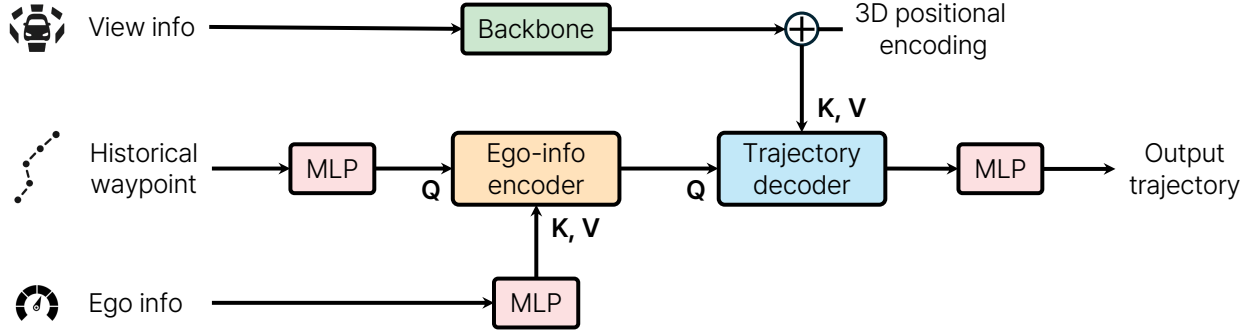 View info
Backbone
3D positional
encoding
K, V
Historical
waypoint
MLP
Q
Ego-info
encoder
Q
Trajectory
decoder
MLP
Output
trajectory
K, V
Ego info
MLP